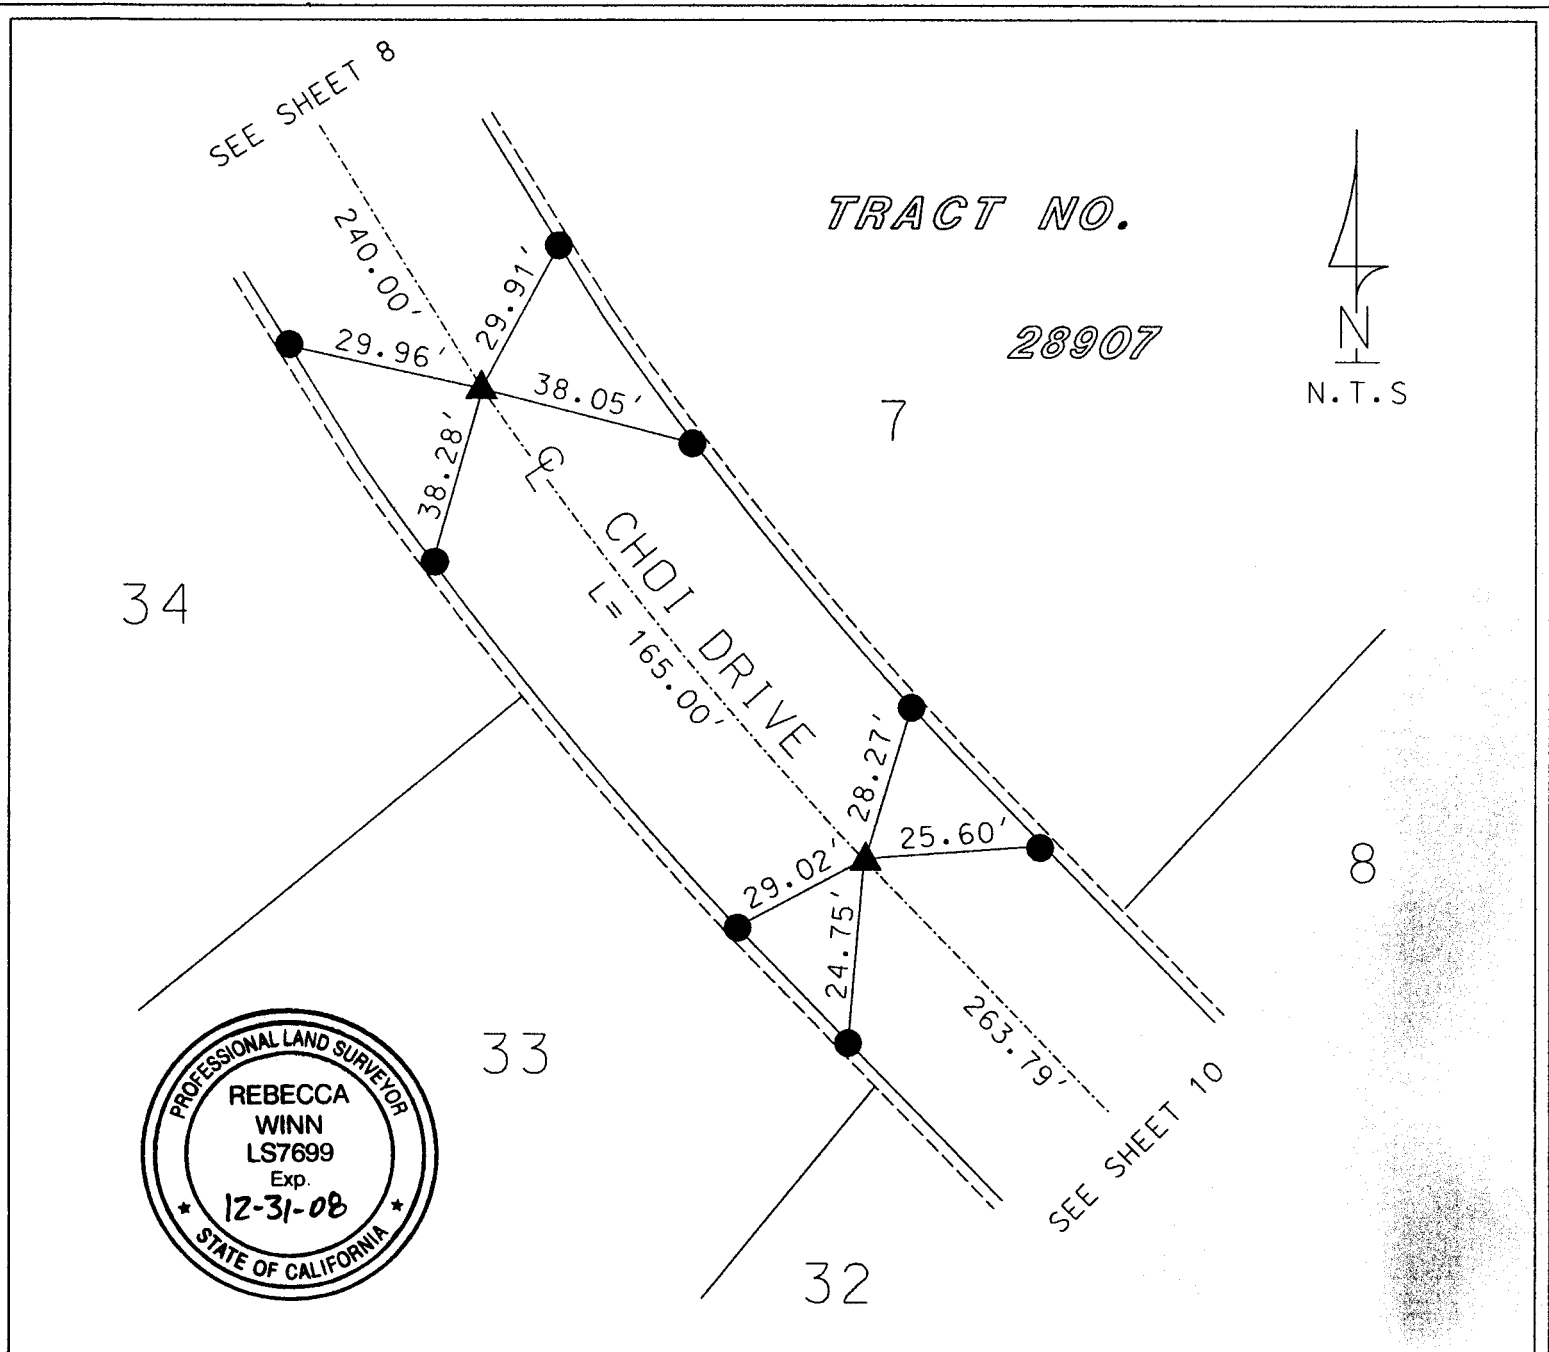 SEE SHEET 8
240.00'
29.91'
29.96'
38.05'
38.28'
TRACT NO.
28907
N
N.T.S
7
℄
CHOI DRIVE
L= 165.00'
34
28.27'
25.60'
29.02'
24.75'
8
263.79'
SEE SHEET 10
33
32
PROFESSIONAL LAND SURVEYOR
REBECCA
WINN
LS7699
Exp.
12-31-08
STATE OF CALIFORNIA